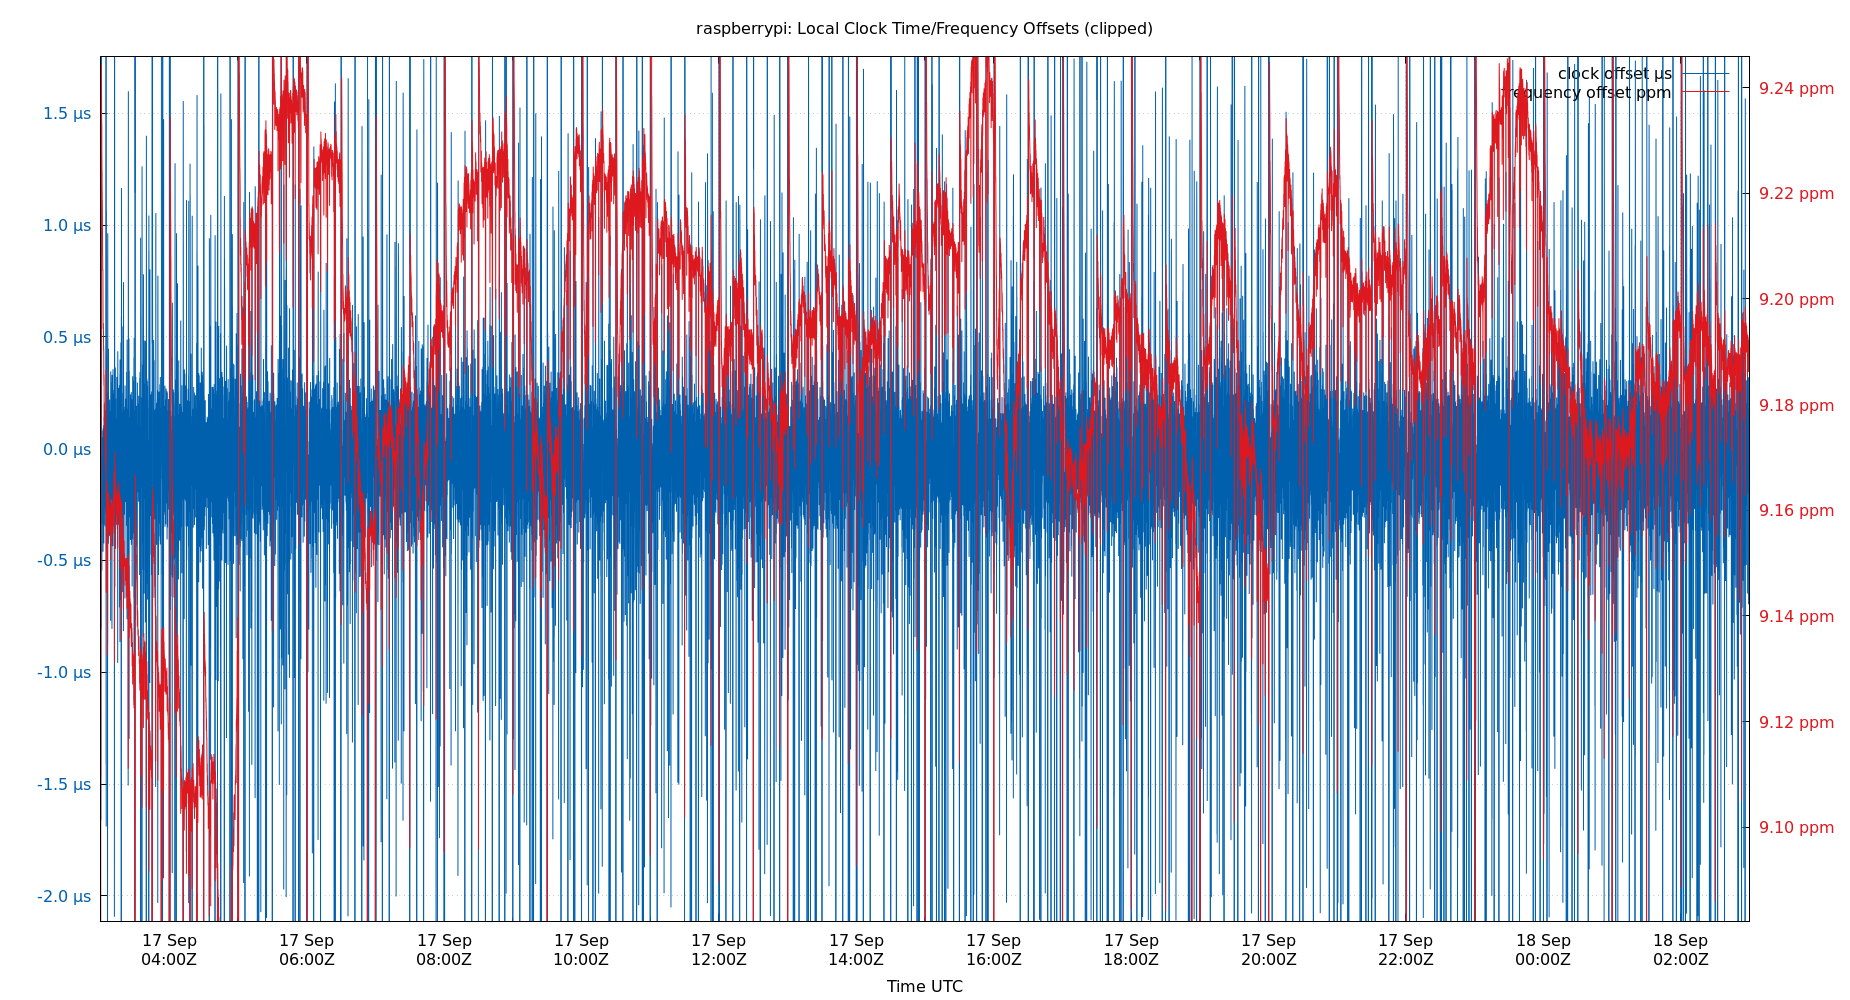 raspberrypi: Local Clock Time/Frequency Offsets (clipped)
clock offset µs
frequency offset ppm
1.5 µs
1.0 µs
0.5 µs
0.0 µs
-0.5 µs
-1.0 µs
-1.5 µs
-2.0 µs
9.24 ppm
9.22 ppm
9.20 ppm
9.18 ppm
9.16 ppm
9.14 ppm
9.12 ppm
9.10 ppm
17 Sep 17 Sep 17 Sep 17 Sep 17 Sep 17 Sep 17 Sep 17 Sep 17 Sep 17 Sep 18 Sep 18 Sep
04:00Z 06:00Z 08:00Z 10:00Z 12:00Z 14:00Z 16:00Z 18:00Z 20:00Z 22:00Z 00:00Z 02:00Z
Time UTC